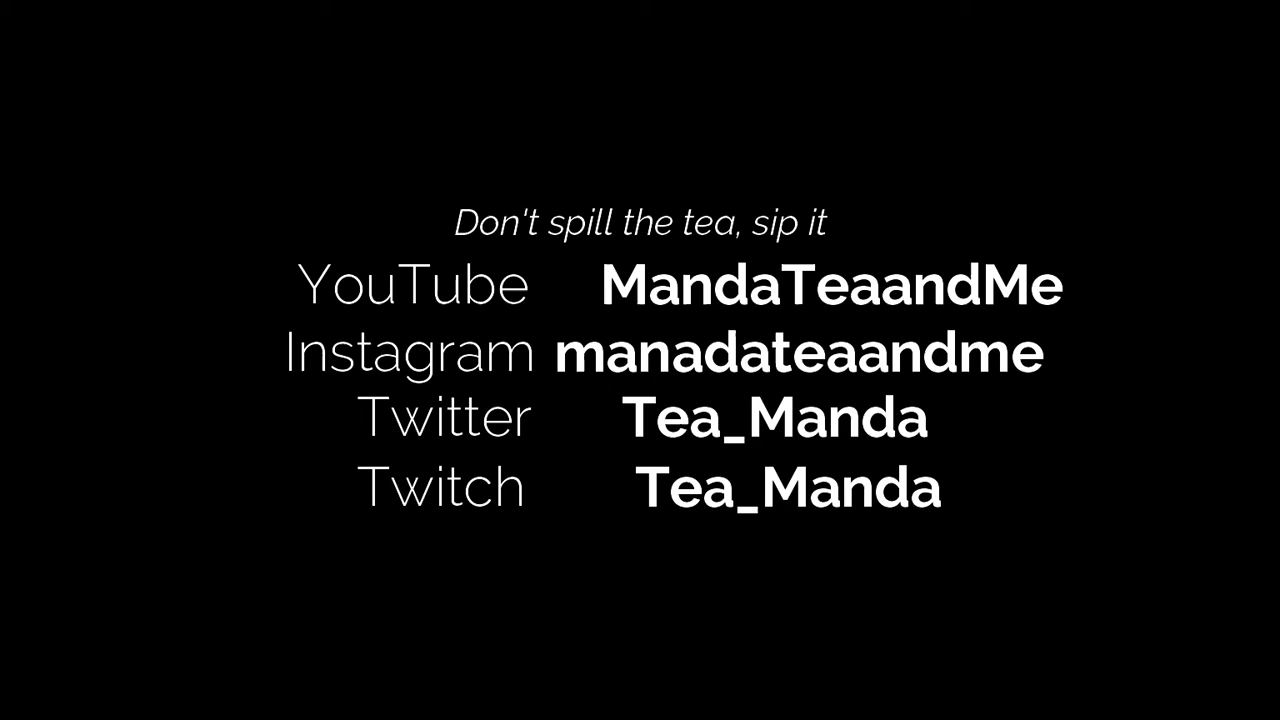 Don't spill the tea, sip it
YouTube MandaTeaandMe
Instagram manadateaandme
Twitter Tea_Manda
Twitch Tea_Manda